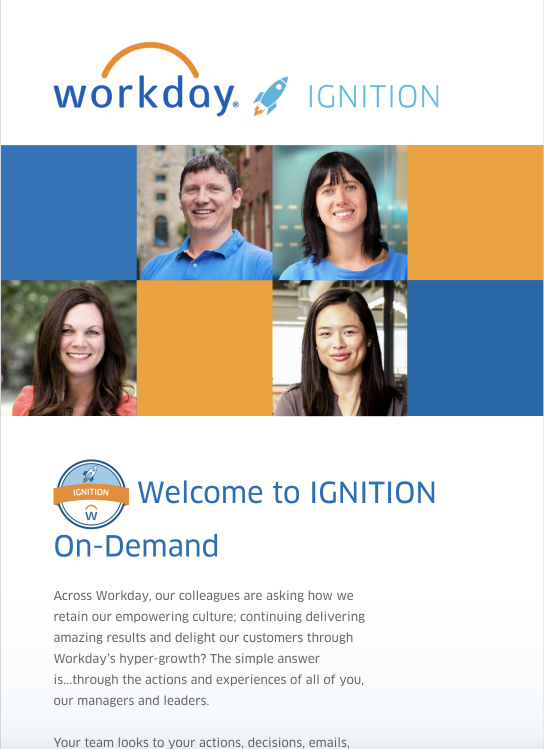 workday® IGNITION
IGNITION
W
Welcome to IGNITION
On-Demand
Across Workday, our colleagues are asking how we
retain our empowering culture; continuing delivering
amazing results and delight our customers through
Workday's hyper-growth? The simple answer
is...through the actions and experiences of all of you,
our managers and leaders.
Your team looks to your actions, decisions, emails,